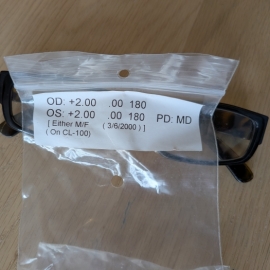 OD: +2.00 .00 180
OS: +2.00 .00 180 PD: MD
[ Either M/F ( 3/6/2000 ) ]
( On CL-100)